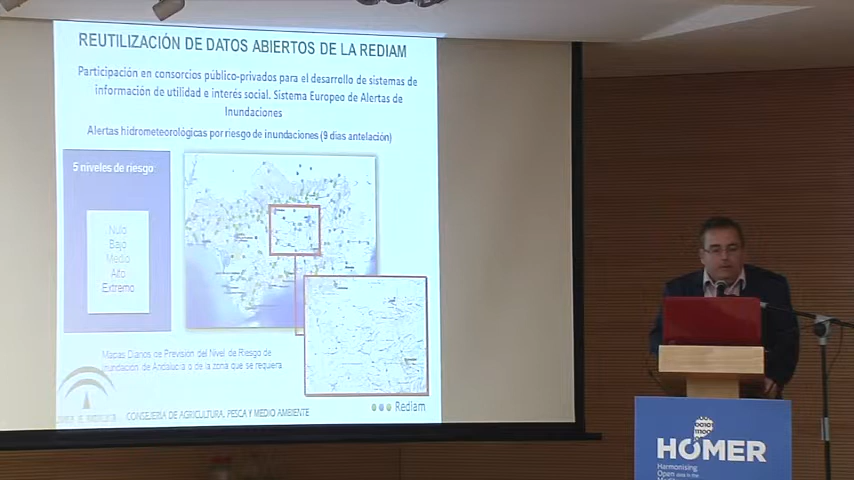 REUTILIZACIÓN DE DATOS ABIERTOS DE LA REDIAM
Participación en consorcios público-privados para el desarrollo de sistemas de
información de utilidad e interés social. Sistema Europeo de Alertas de
Inundaciones
Alertas hidrometeorológicas por riesgo de inundaciones (9 días antelación)
5 niveles de riesgo:
Nulo
Bajo
Medio
Alto
Extremo
Mapas Diarios de Previsión del Nivel de Riesgo de
Inundación de Andalucía o de la zona que se requiera
CONSEJERÍA DE AGRICULTURA, PESCA Y MEDIO AMBIENTE
Rediam
HOMER
Harmonising
Open data in the